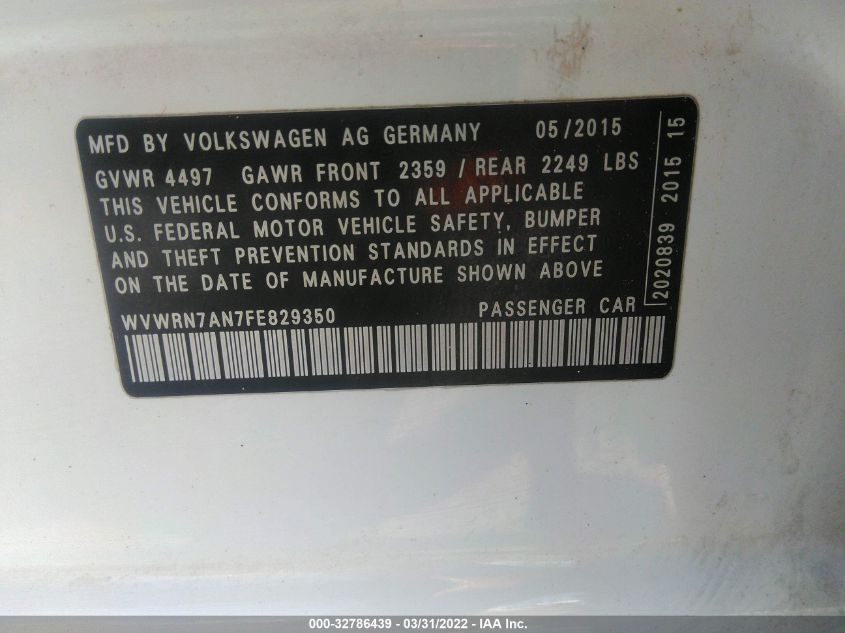 MFD BY VOLKSWAGEN AG GERMANY 05/2015
GVWR 4497 GAWR FRONT 2359 / REAR 2249 LBS
THIS VEHICLE CONFORMS TO ALL APPLICABLE
U.S. FEDERAL MOTOR VEHICLE SAFETY, BUMPER
AND THEFT PREVENTION STANDARDS IN EFFECT
ON THE DATE OF MANUFACTURE SHOWN ABOVE
WVWRN7AN7FE829350 PASSENGER CAR
2020839 2015 15
000-32786439 - 03/31/2022 - IAA Inc.